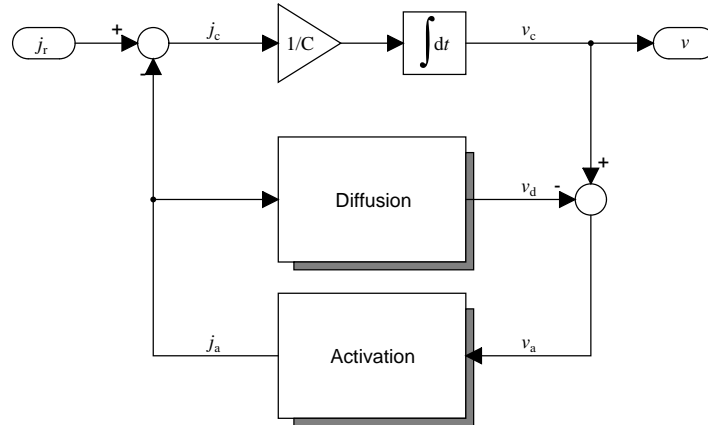 j_r + j_c 1/C ∫dt v_c v
-
+
Diffusion v_d -
j_a Activation v_a